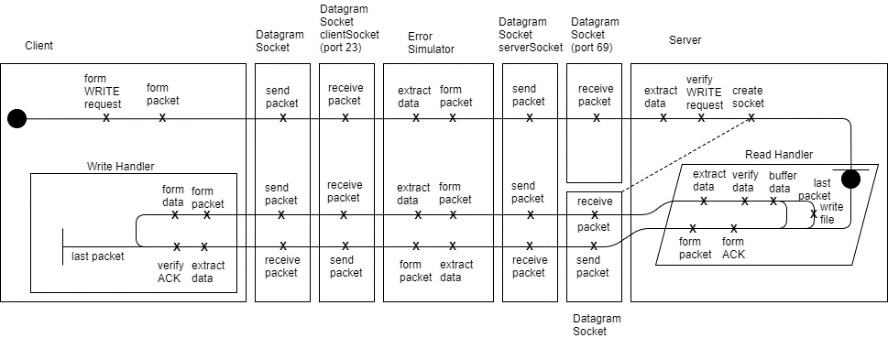 Client
Datagram
Socket
Datagram
Socket
clientSocket
(port 23)
Error
Simulator
Datagram
Socket
serverSocket
Datagram
Socket
(port 69)
Server
form
WRITE
request
form
packet
send
packet
receive
packet
extract
data
form
packet
send
packet
receive
packet
extract
data
verify
WRITE
request
create
socket
Write Handler
Read Handler
form
data
form
packet
send
packet
receive
packet
extract
data
form
packet
send
packet
receive
packet
extract
data
verify
data
buffer
data
last
packet
write
file
last packet
verify
ACK
extract
data
receive
packet
send
packet
form
packet
extract
data
receive
packet
send
packet
form
packet
form
ACK
Datagram
Socket